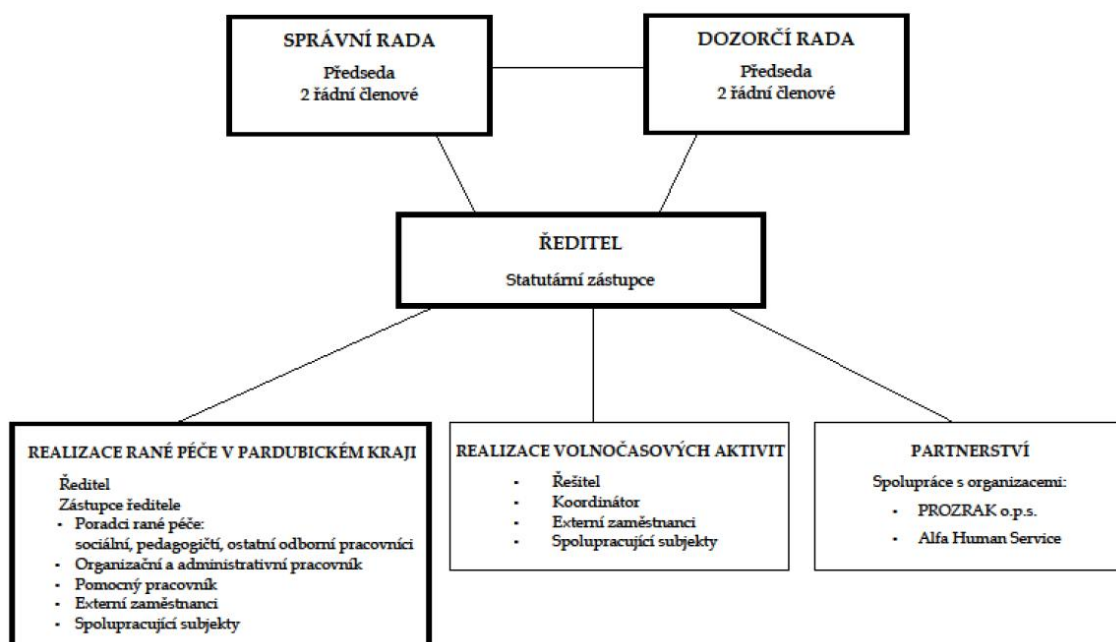 SPRÁVNÍ RADA
Předseda
2 řádní členové
DOZORČÍ RADA
Předseda
2 řádní členové
ŘEDITEL
Statutární zástupce
REALIZACE RANÉ PÉČE V PARDUBICKÉM KRAJI
Ředitel
Zástupce ředitele
• Poradci rané péče:
sociální, pedagogičtí, ostatní odborní pracovníci
• Organizační a administrativní pracovník
• Pomocný pracovník
• Externí zaměstnanci
• Spolupracující subjekty
REALIZACE VOLNOČASOVÝCH AKTIVIT
• Řešitel
• Koordinátor
• Externí zaměstnanci
• Spolupracující subjekty
PARTNERSTVÍ
Spolupráce s organizacemi:
• PROZRAK o.p.s.
• Alfa Human Service